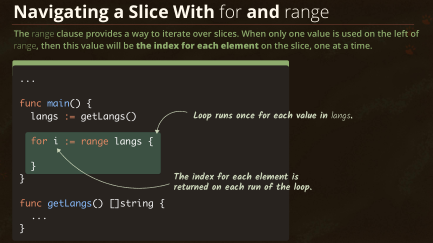 Navigating a Slice With for and range
The range clause provides a way to iterate over slices. When only one value is used on the left of
range, then this value will be the index for each element on the slice, one at a time.
...
func main() {
langs := getLangs()
Loop runs once for each value in langs.
for i := range langs {
}
The index for each element is
returned on each run of the loop.
}
func getLangs() []string {
...
}